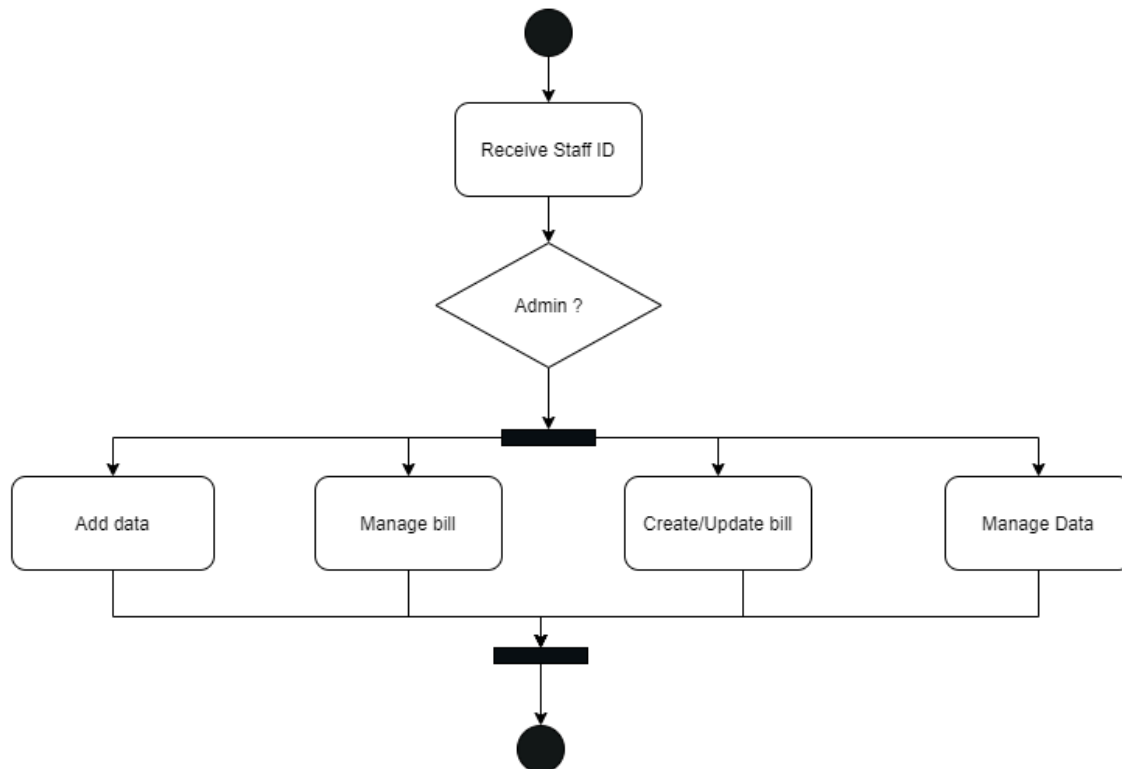 Receive Staff ID
Admin ?
Add data
Manage bill
Create/Update bill
Manage Data